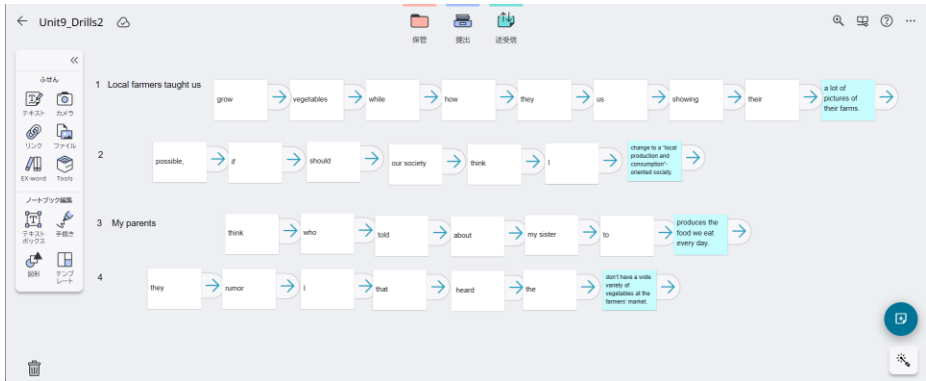 Unit9_Drills2
保管 提出 送受信
ふせん
テキスト カメラ
リンク ファイル
EX-word Tools
ノートブック編集
テキストボックス 手描き
図形 テンプレート
1 Local farmers taught us grow vegetables while how they us showing their a lot of pictures of their farms.
2 possible, if should our society think I change to a "local production and consumption"-oriented society.
3 My parents think who told about my sister to produces the food we eat every day.
4 they rumor I that heard the don't have a wide variety of vegetables at the farmers' market.